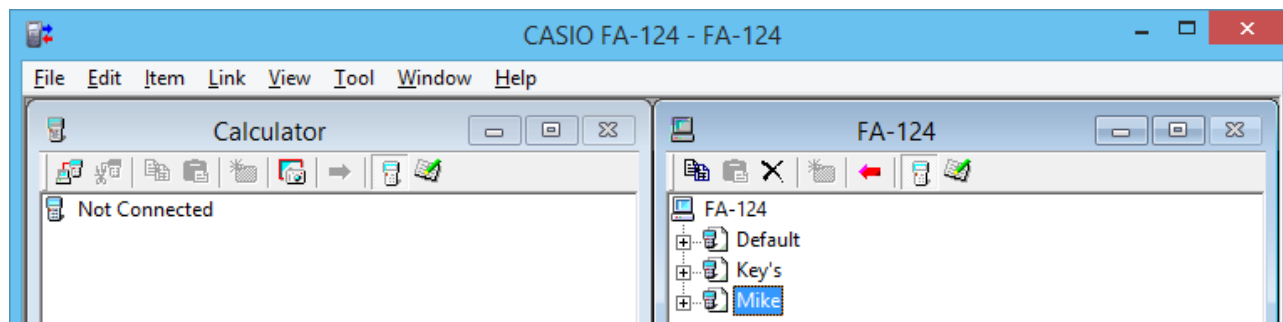 CASIO FA-124 - FA-124
File Edit Item Link View Tool Window Help
Calculator
Not Connected
FA-124
FA-124
Default
Key's
Mike